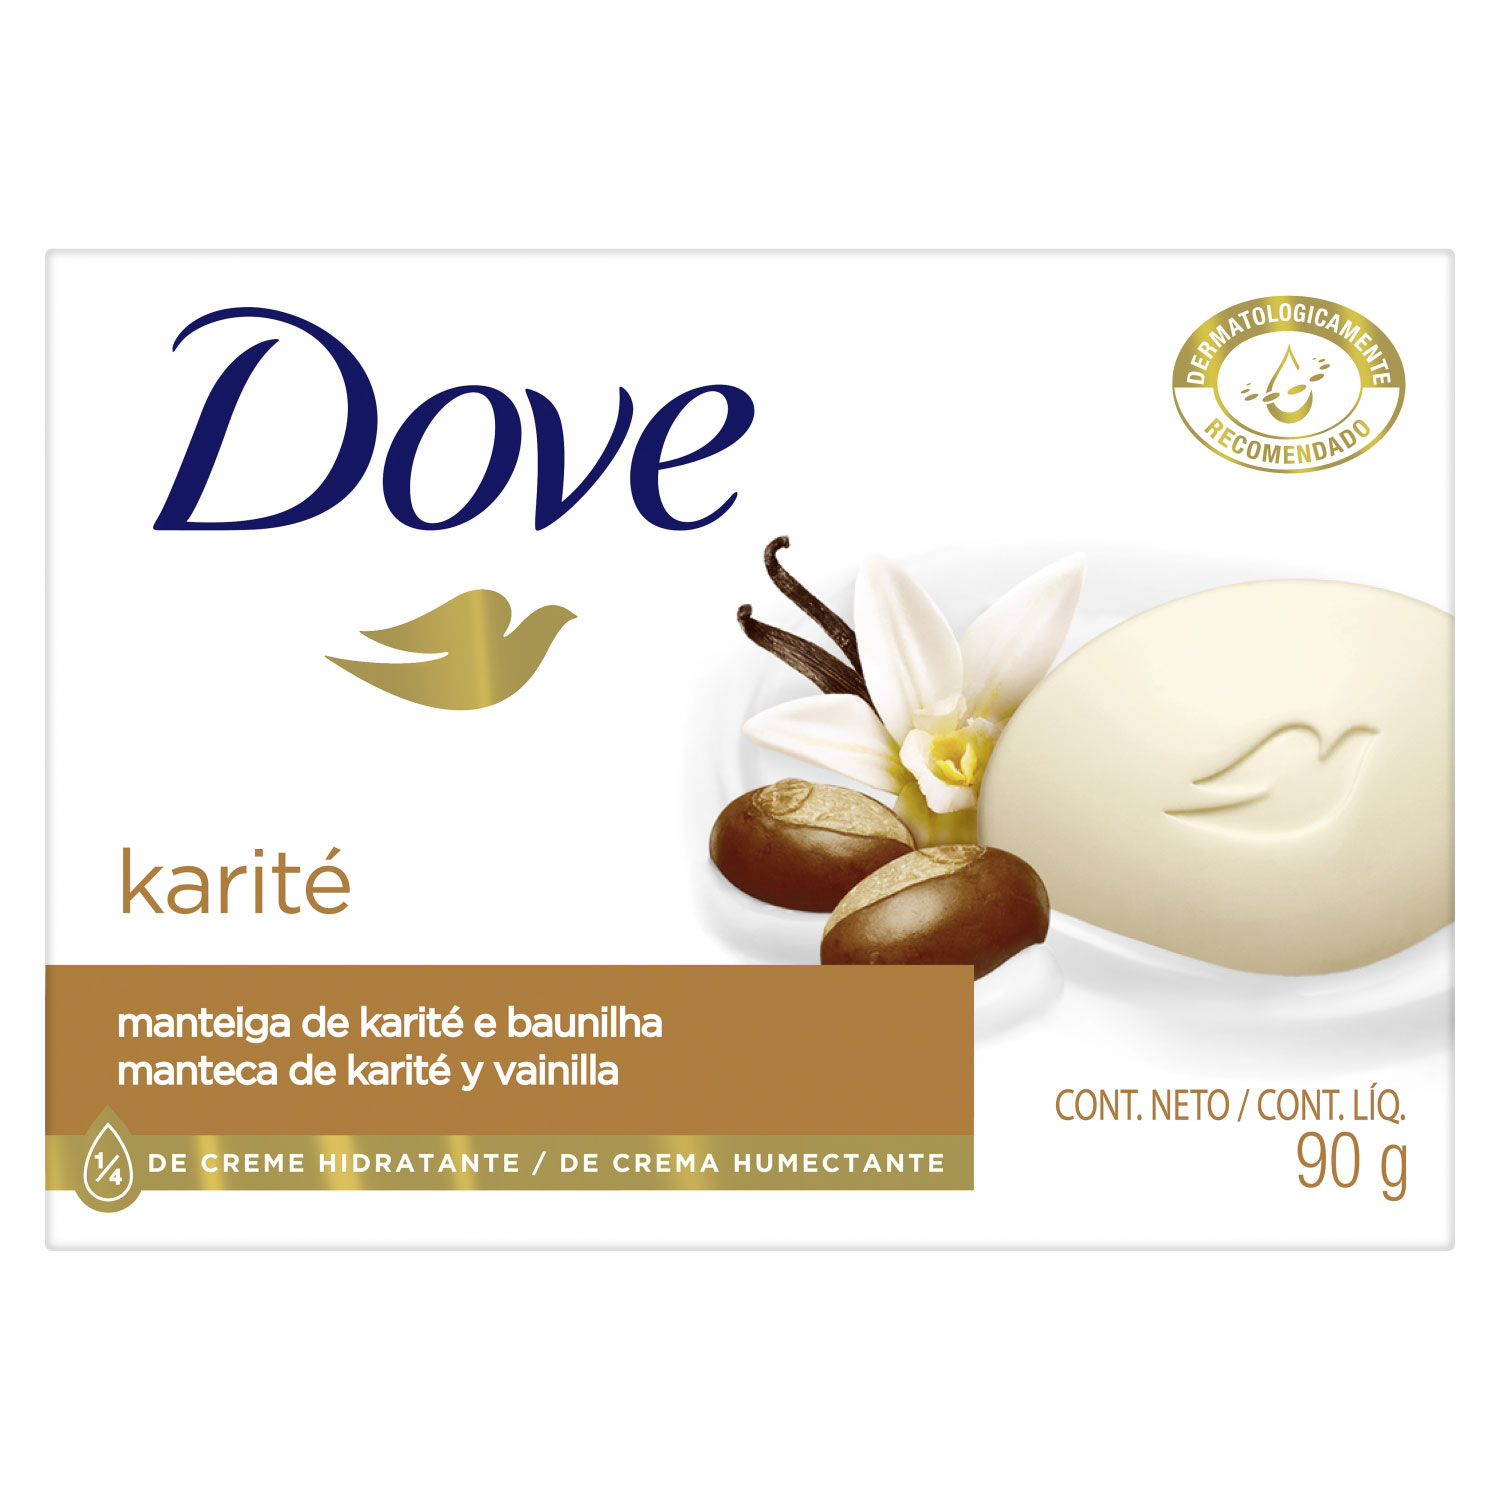 Dove
DERMATOLOGICAMENTE
RECOMENDADO
karité
manteiga de karité e baunilha
manteca de karité y vainilla
1/4 DE CREME HIDRATANTE / DE CREMA HUMECTANTE
CONT. NETO / CONT. LÍQ.
90 g